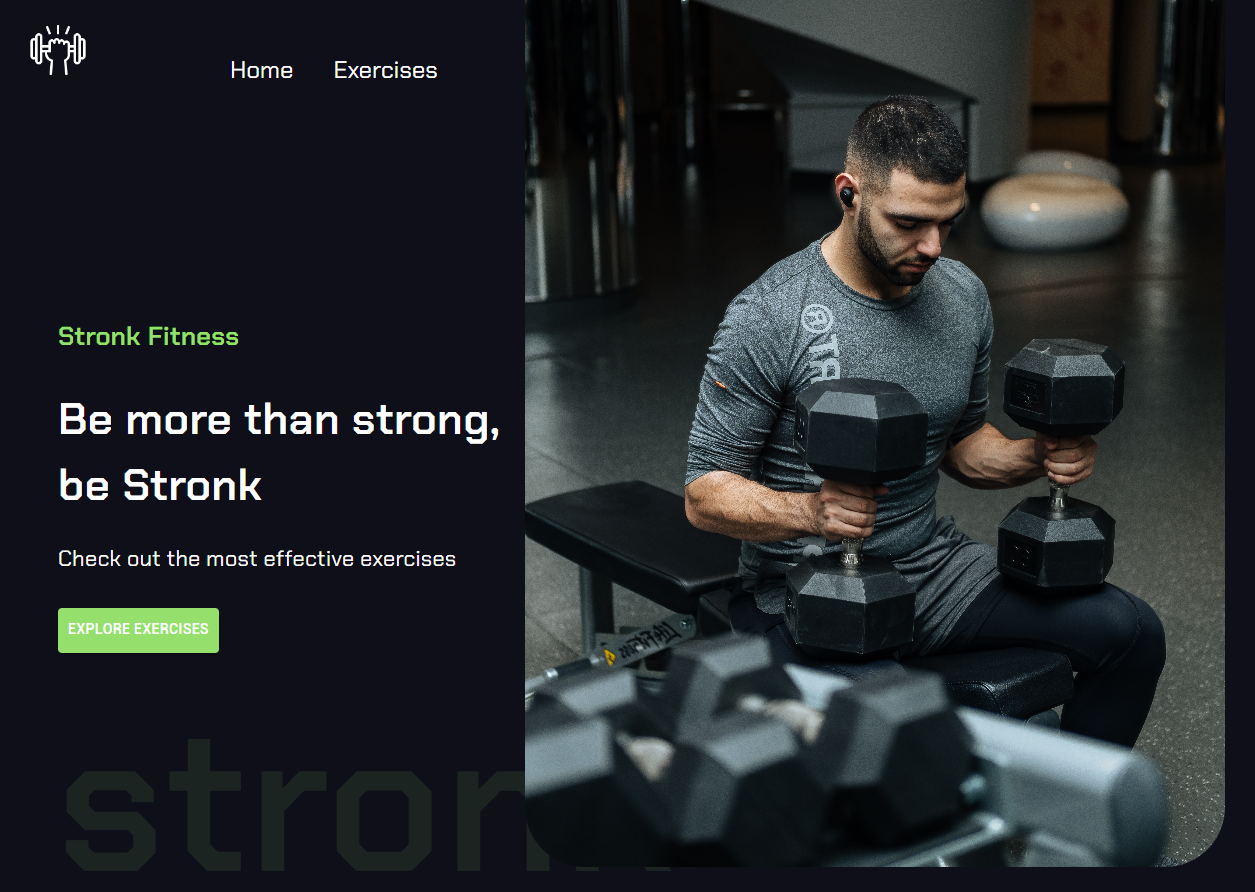 Home Exercises
Stronk Fitness
Be more than strong,
be Stronk
Check out the most effective exercises
EXPLORE EXERCISES
stron